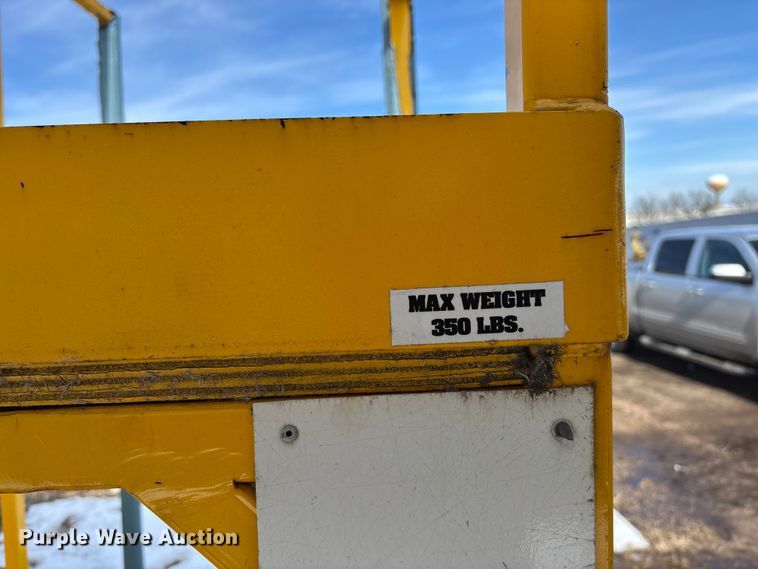 MAX WEIGHT
350 LBS.
Purple Wave Auction